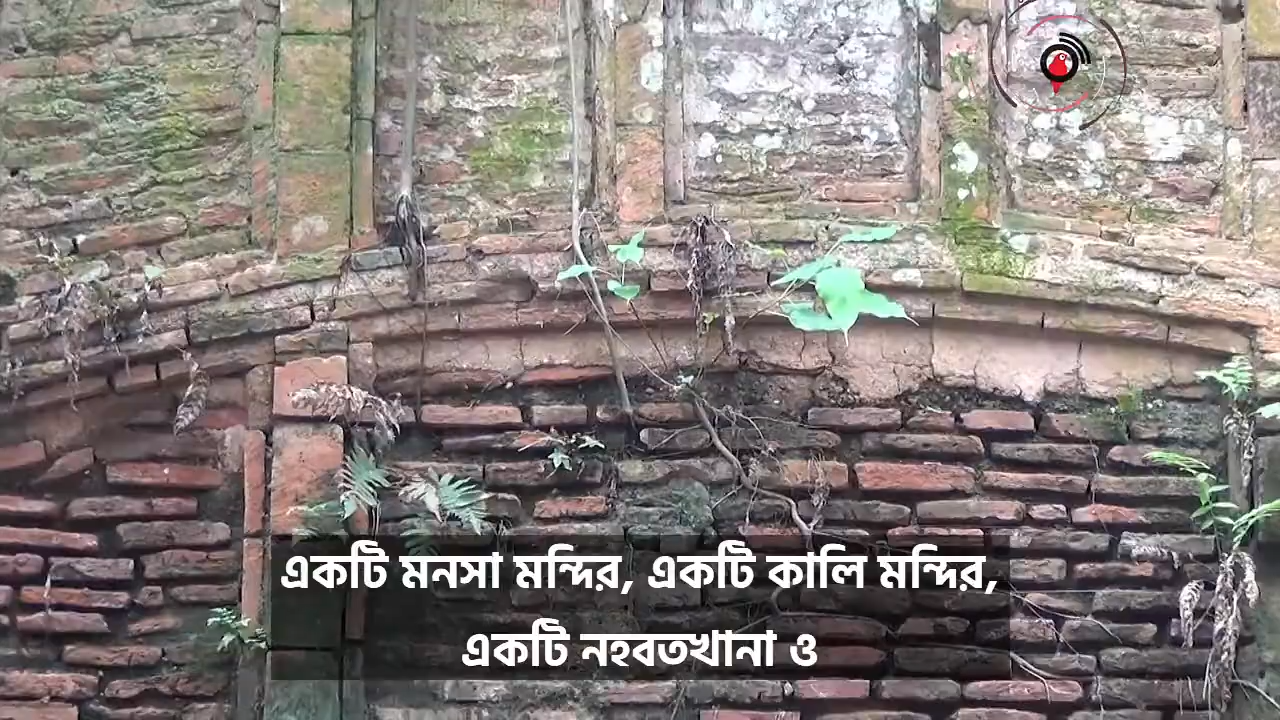 একটি মনসা মন্দির, একটি কালি মন্দির,
একটি নহবতখানা ও